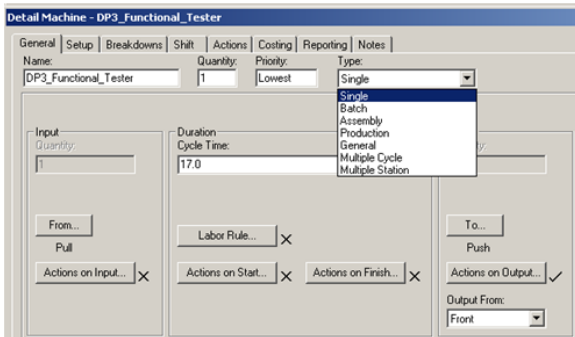 Detail Machine - DP3_Functional_Tester
General Setup Breakdowns Shift Actions Costing Reporting Notes
Name: Quantity: Priority: Type:
DP3_Functional_Tester 1 Lowest Single
Single
Batch
Assembly
Production
General
Multiple Cycle
Multiple Station
Input Duration
Quantity: Cycle Time:
1 17.0
From... Labor Rule... To...
Pull Push
Actions on Input... Actions on Start... Actions on Finish... Actions on Output...
Output From:
Front